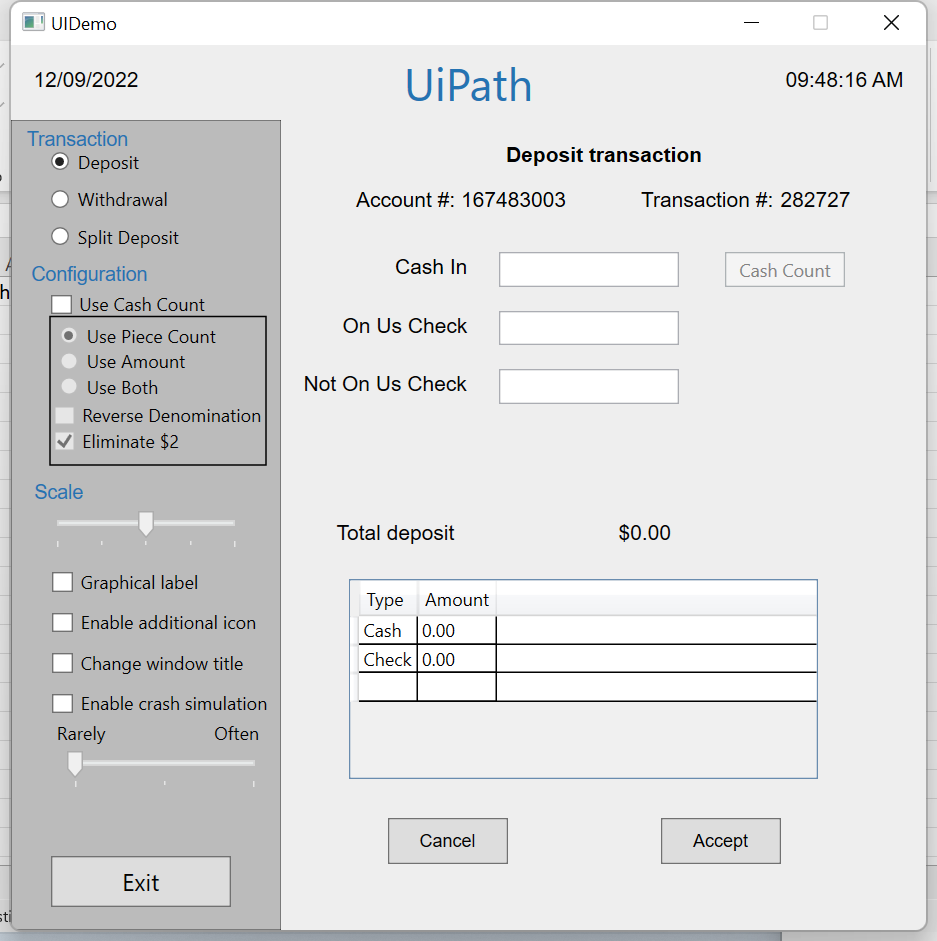 UIDemo
12/09/2022
UiPath
09:48:16 AM
Transaction
Deposit
Withdrawal
Split Deposit
Configuration
Use Cash Count
Use Piece Count
Use Amount
Use Both
Reverse Denomination
Eliminate $2
Scale
Graphical label
Enable additional icon
Change window title
Enable crash simulation
Rarely Often
Exit
Deposit transaction
Account #: 167483003 Transaction #: 282727
Cash In
Cash Count
On Us Check
Not On Us Check
Total deposit $0.00
Type Amount
Cash 0.00
Check 0.00
Cancel Accept